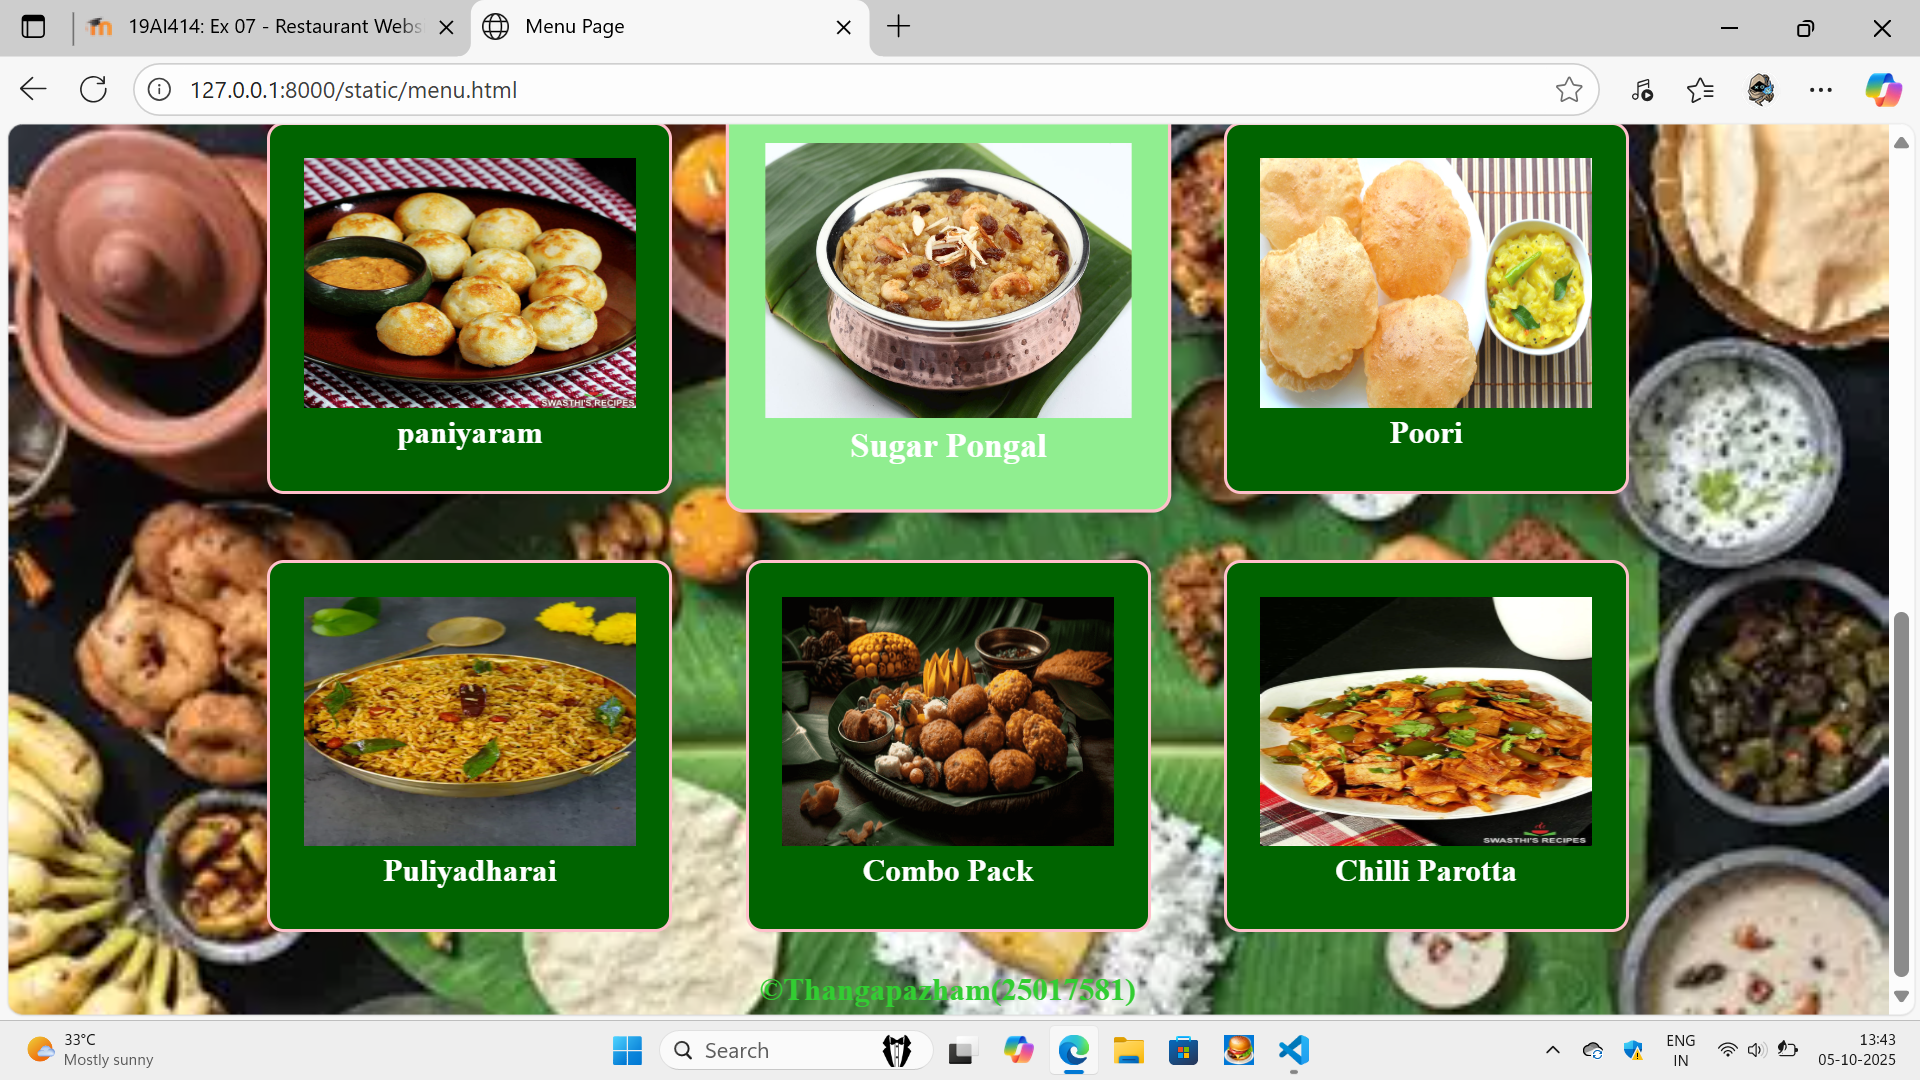 19AI414: Ex 07 - Restaurant Webs
Menu Page
127.0.0.1:8000/static/menu.html
SWASTHI'S RECIPES
paniyaram
Sugar Pongal
Poori
SWASTHI'S RECIPES
Puliyadharai
Combo Pack
Chilli Parotta
©Thangapazham(25017581)
33°C
Mostly sunny
Search
ENG
IN
13:43
05-10-2025